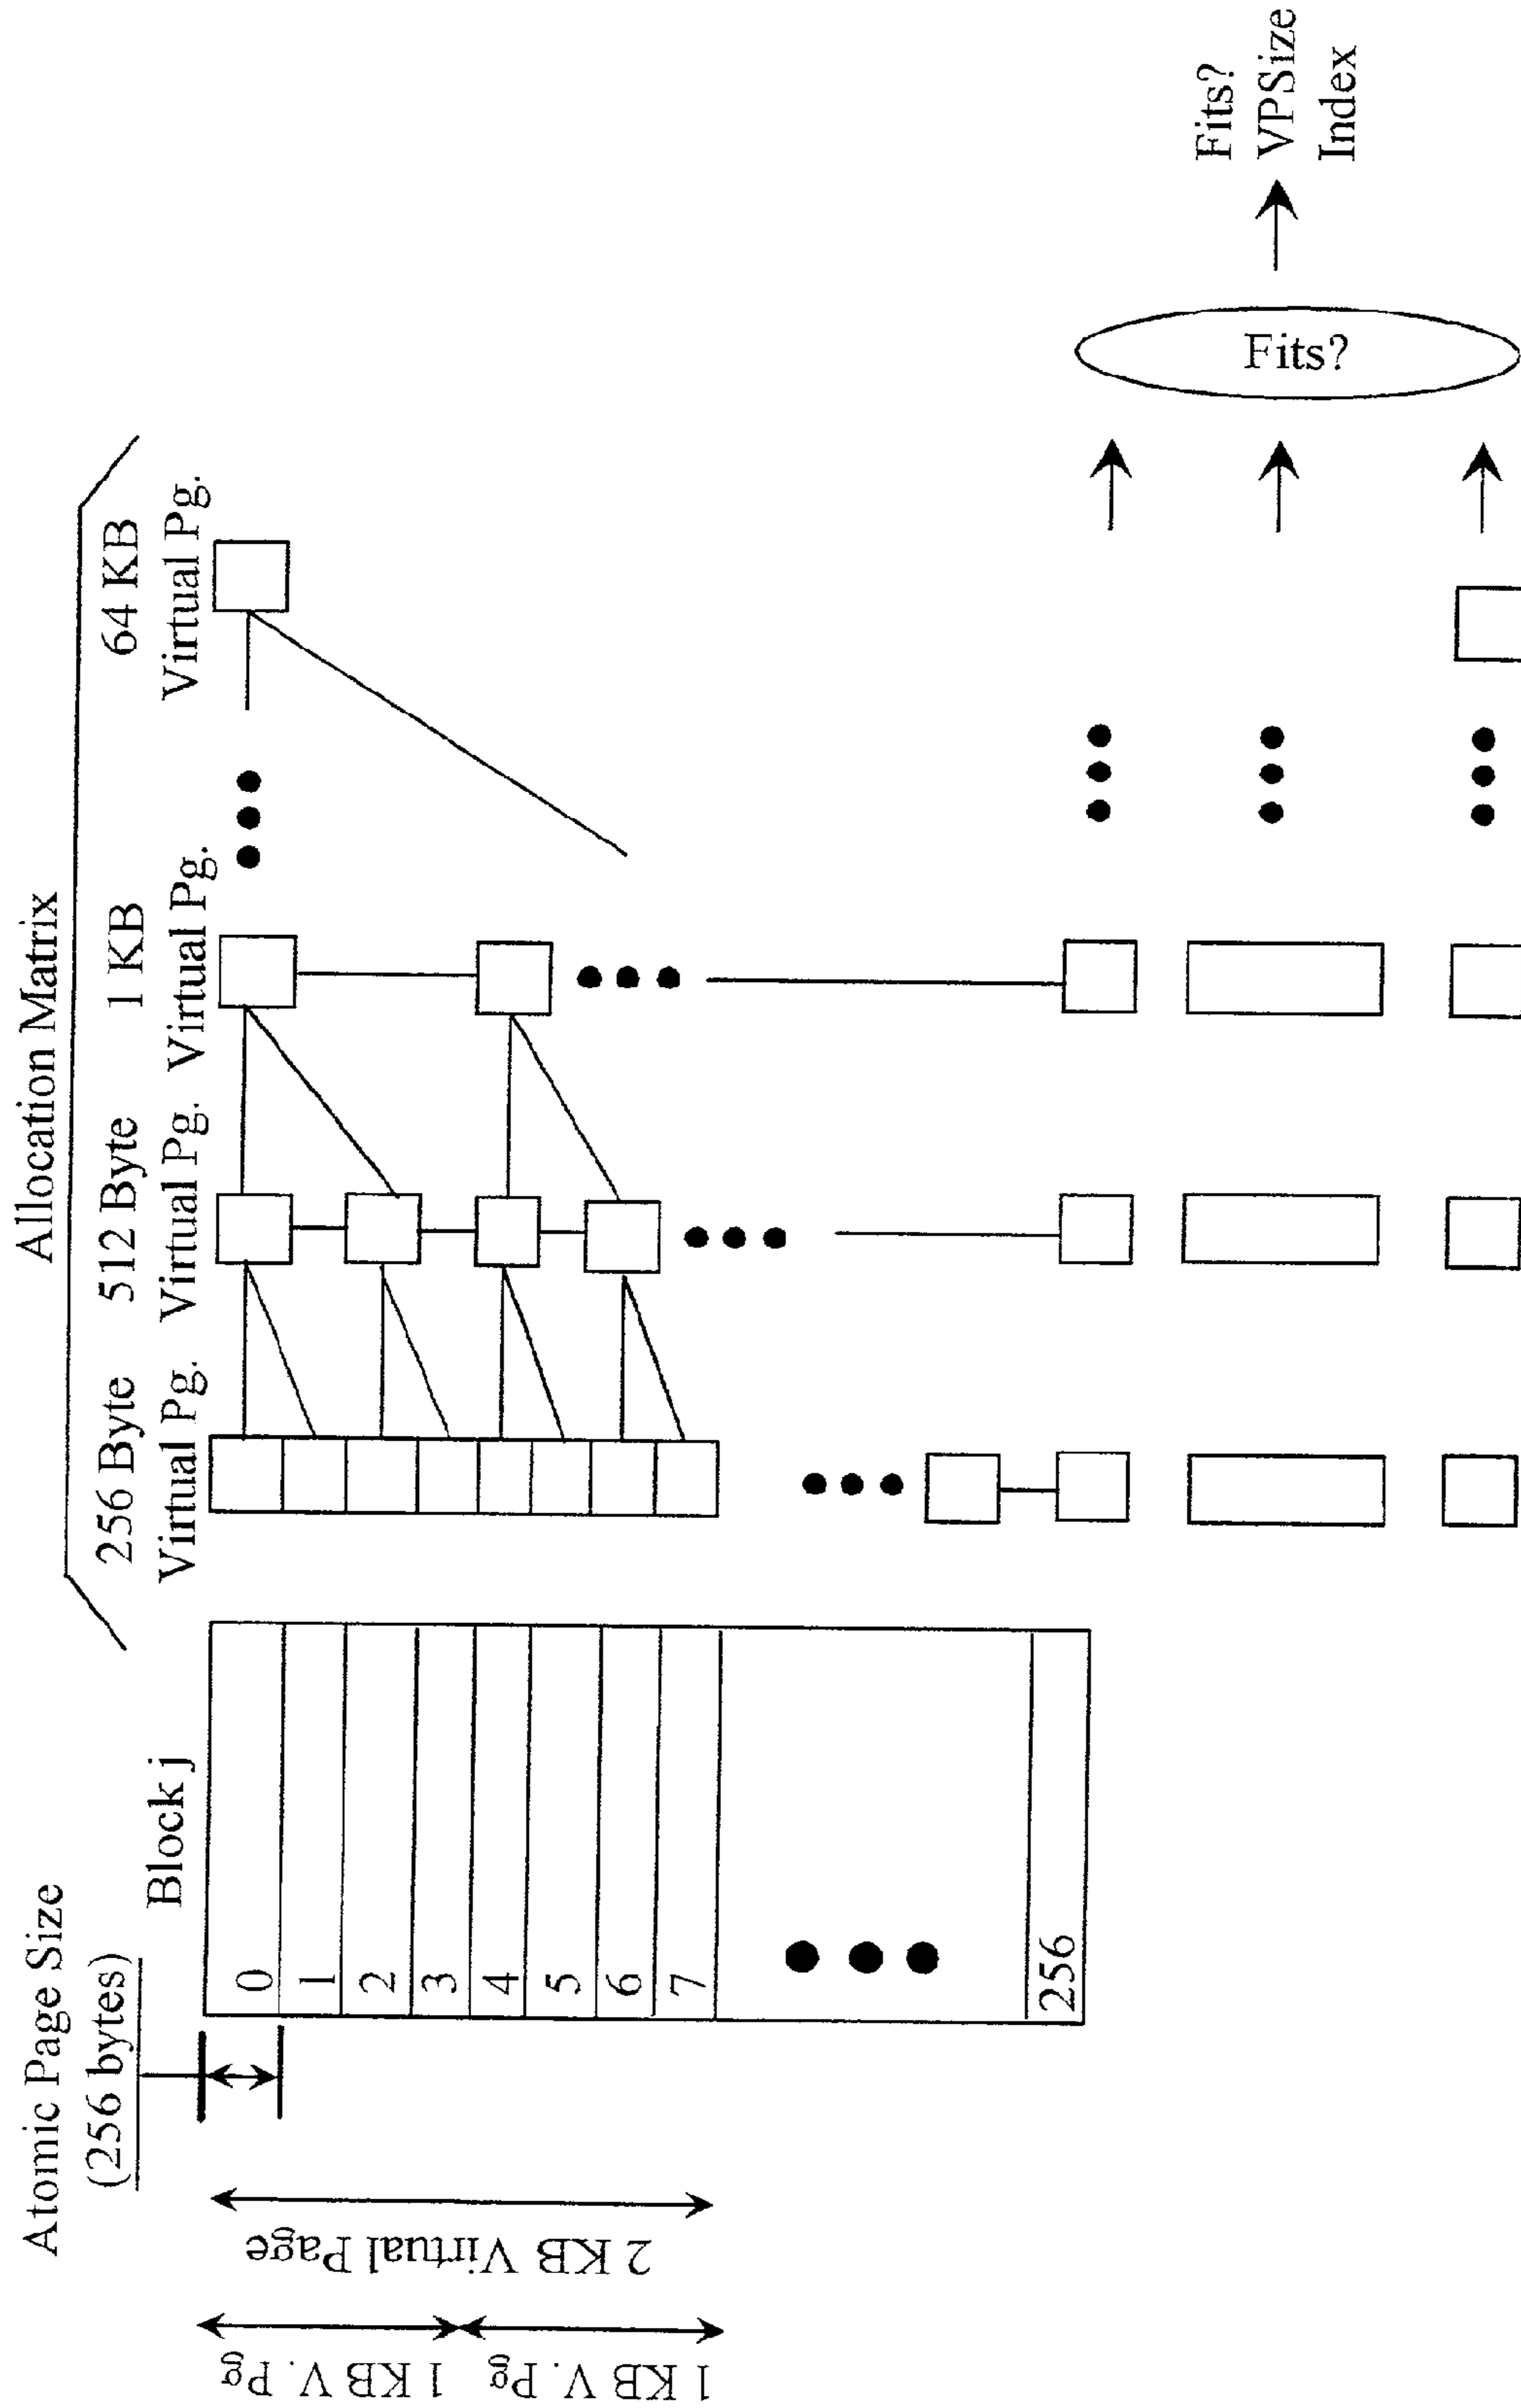 Allocation Matrix
Atomic Page Size
(256 bytes)
Block j
256 Byte
Virtual Pg.
512 Byte
Virtual Pg.
1 KB
Virtual Pg.
64 KB
Virtual Pg.
0
1
2
3
4
5
6
7
256
2 KB Virtual Page
1 KB V. Pg
1 KB V. Pg
Fits?
Fits?
VPSize
Index